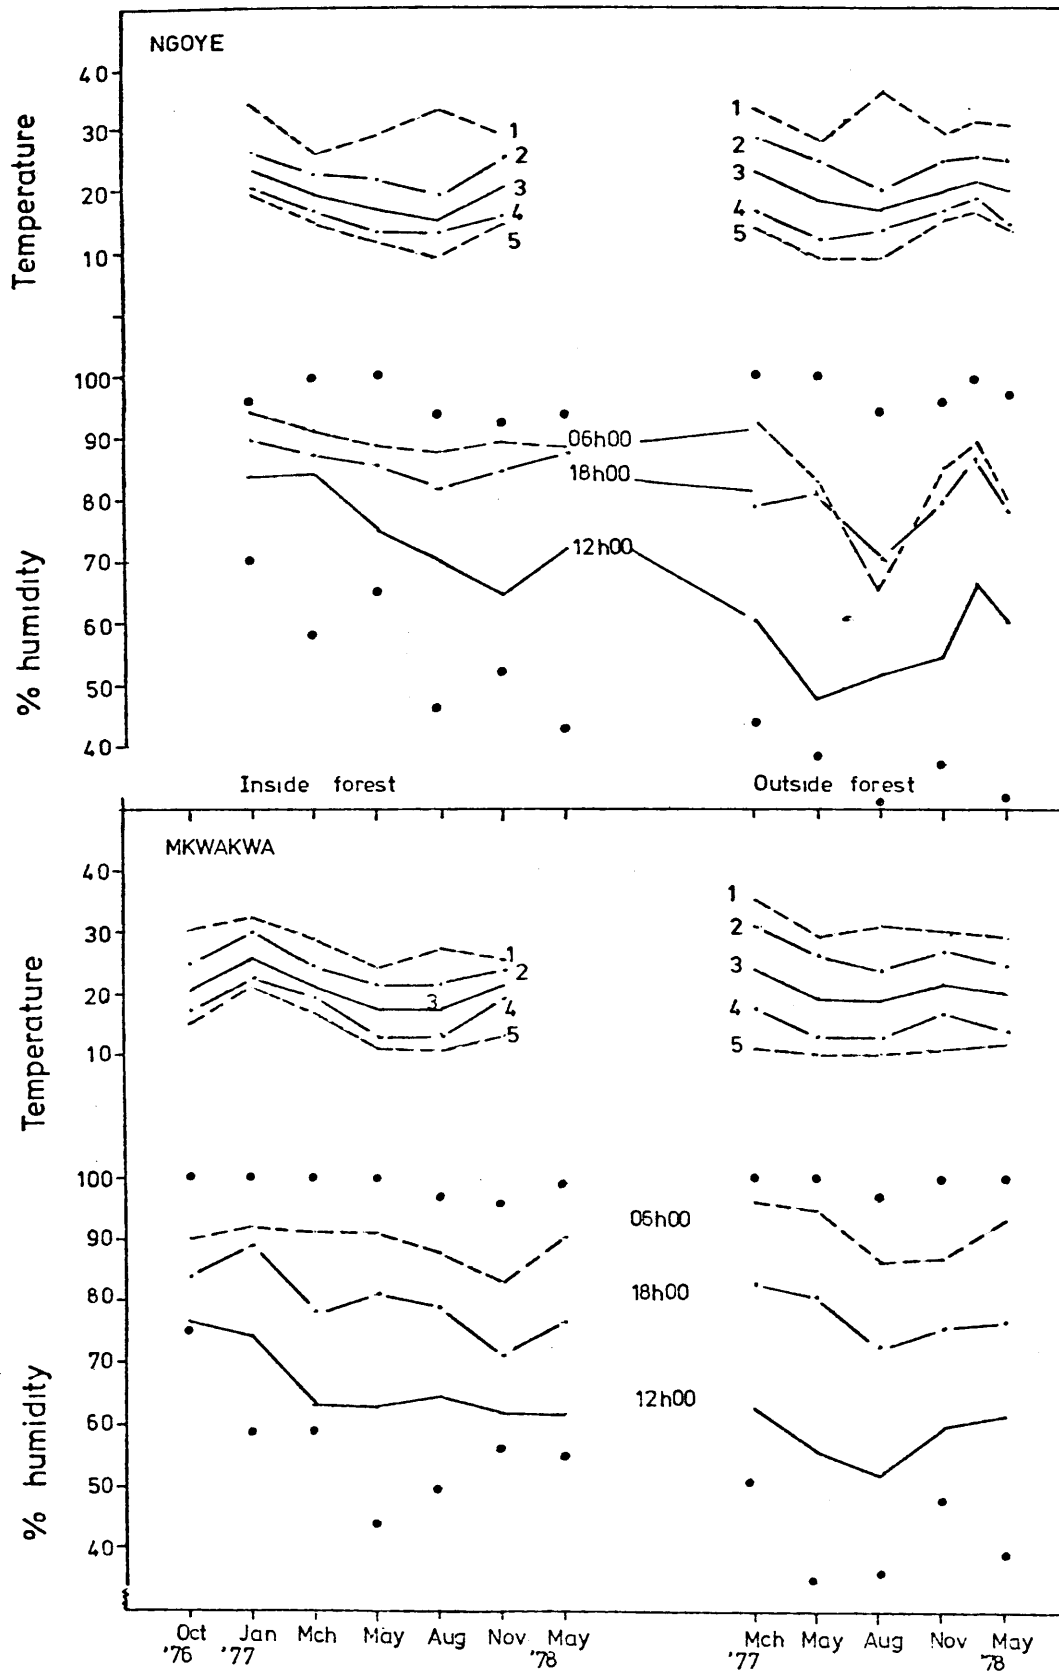 NGOYE
Temperature
40
30
20
10
1
2
3
4
5
1
2
3
4
5
% humidity
100
90
80
70
60
50
40
06h00
18h00
12h00
Inside forest
Outside forest
MKWAKWA
Temperature
40
30
20
10
1
2
3
4
5
1
2
3
4
5
% humidity
100
90
80
70
60
50
40
06h00
18h00
12h00
Oct Jan Mch May Aug Nov May Mch May Aug Nov May
'76 '77 '78 '77 '78